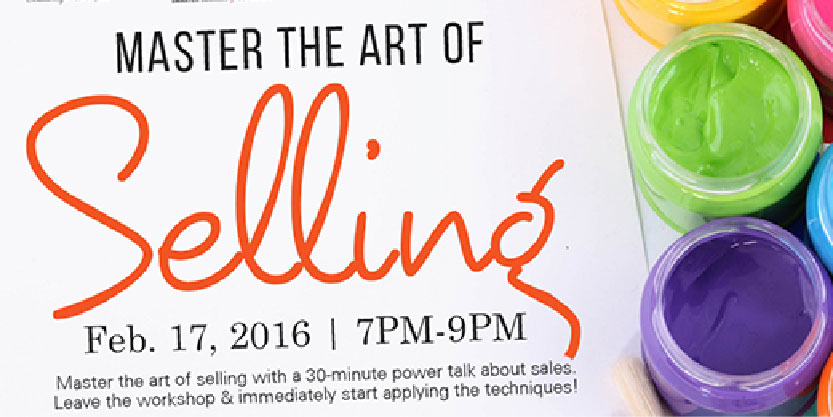 MASTER THE ART OF
Selling
Feb. 17, 2016 | 7PM-9PM
Master the art of selling with a 30-minute power talk about sales.
Leave the workshop & immediately start applying the techniques!